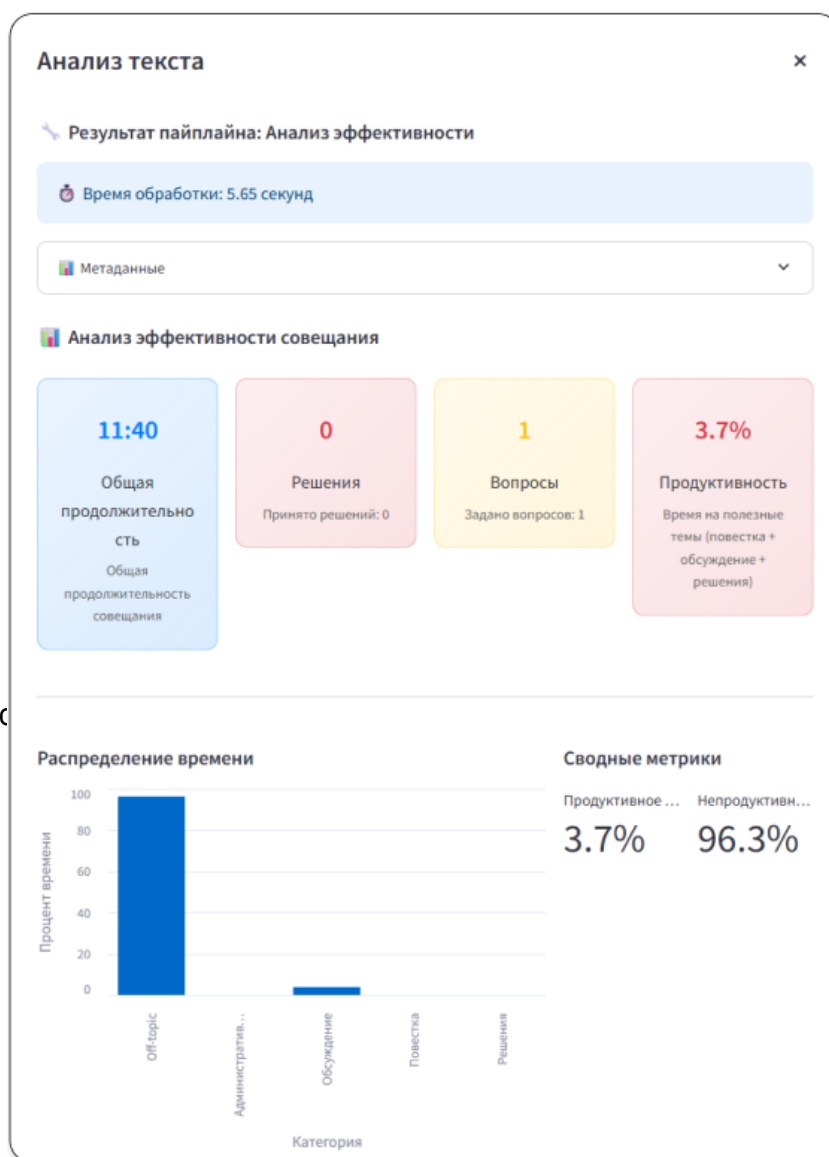 Анализ текста
×
Результат пайплайна: Анализ эффективности
Время обработки: 5.65 секунд
Метаданные
Анализ эффективности совещания
11:40
Общая
продолжительно
сть
Общая
продолжительность
совещания
0
Решения
Принято решений: 0
1
Вопросы
Задано вопросов: 1
3.7%
Продуктивность
Время на полезные
темы (повестка +
обсуждение +
решения)
Распределение времени
100
80
60
40
20
0
Процент времени
Off-topic
Административ...
Обсуждение
Повестка
Решения
Категория
Сводные метрики
Продуктивное ...
3.7%
Непродуктивн...
96.3%